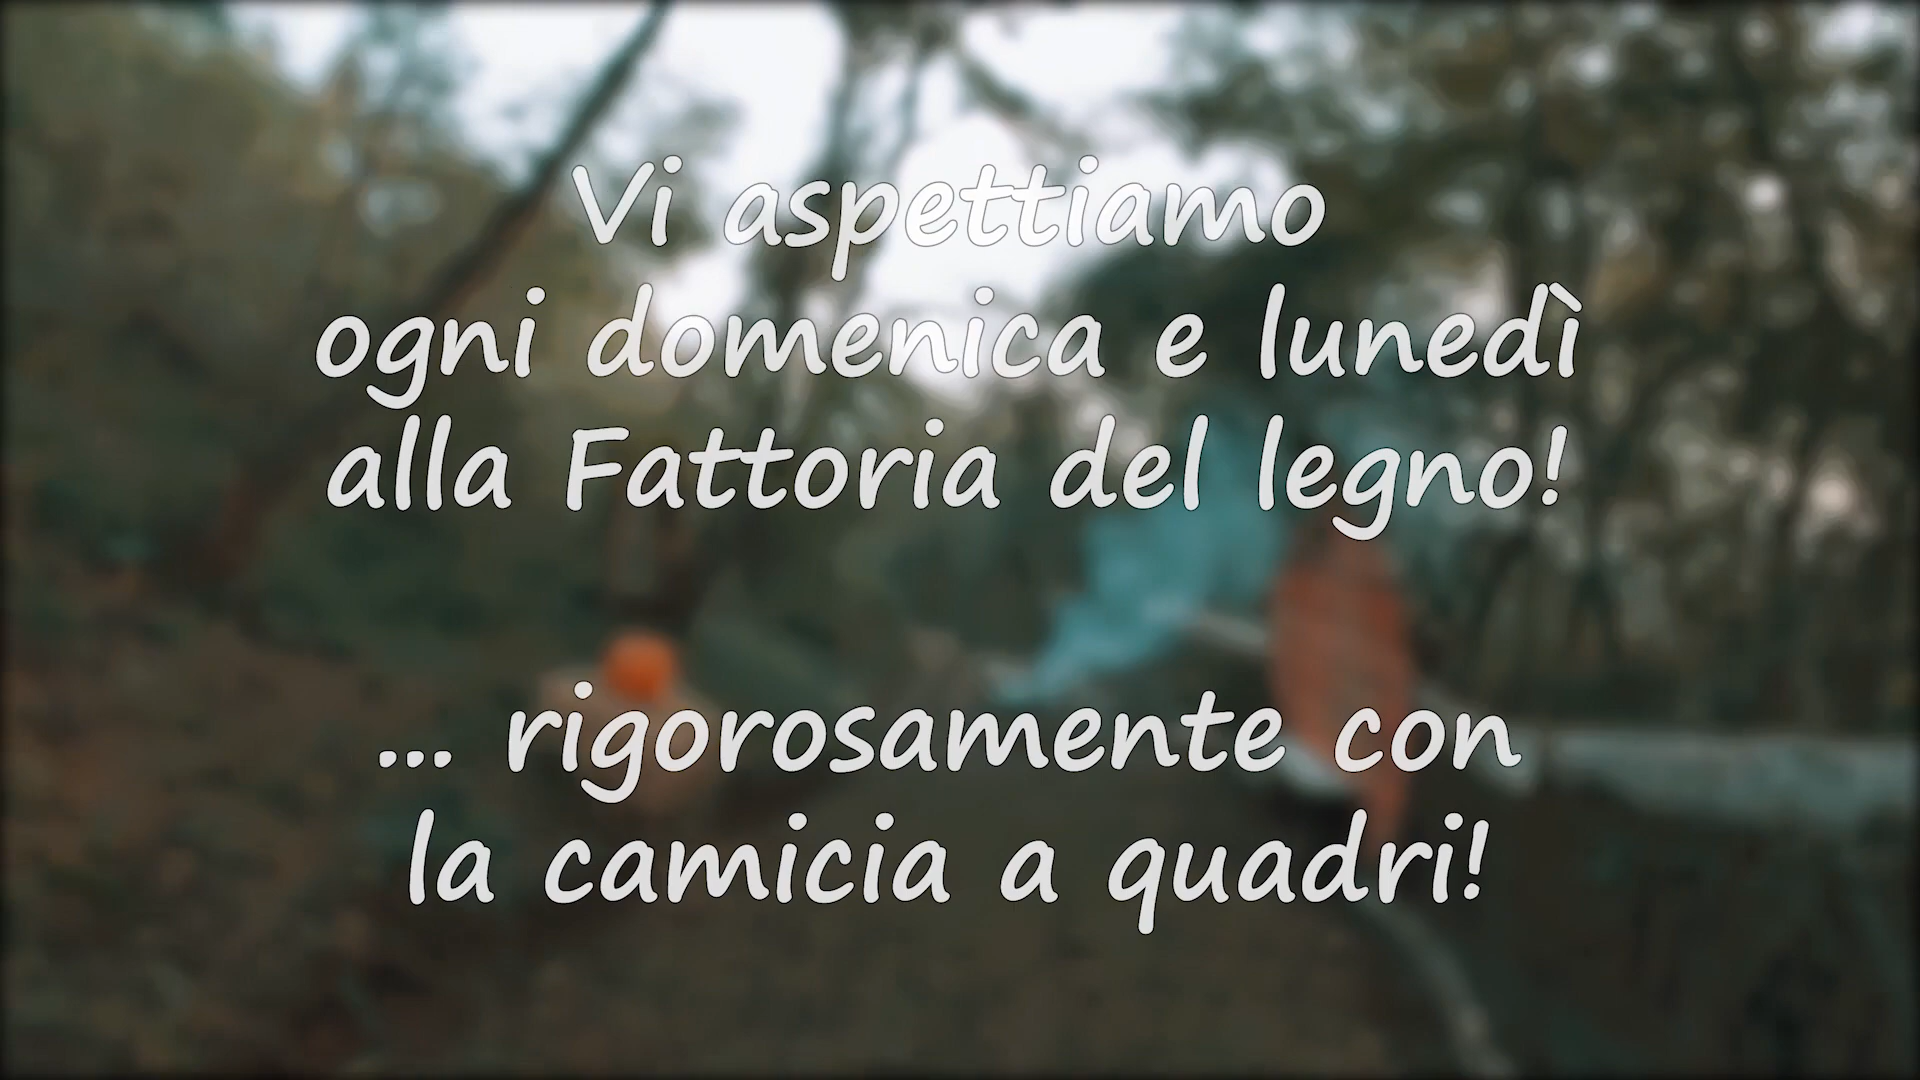 Vi aspettiamo
ogni domenica e lunedì
alla Fattoria del legno!
... rigorosamente con
la camicia a quadri!